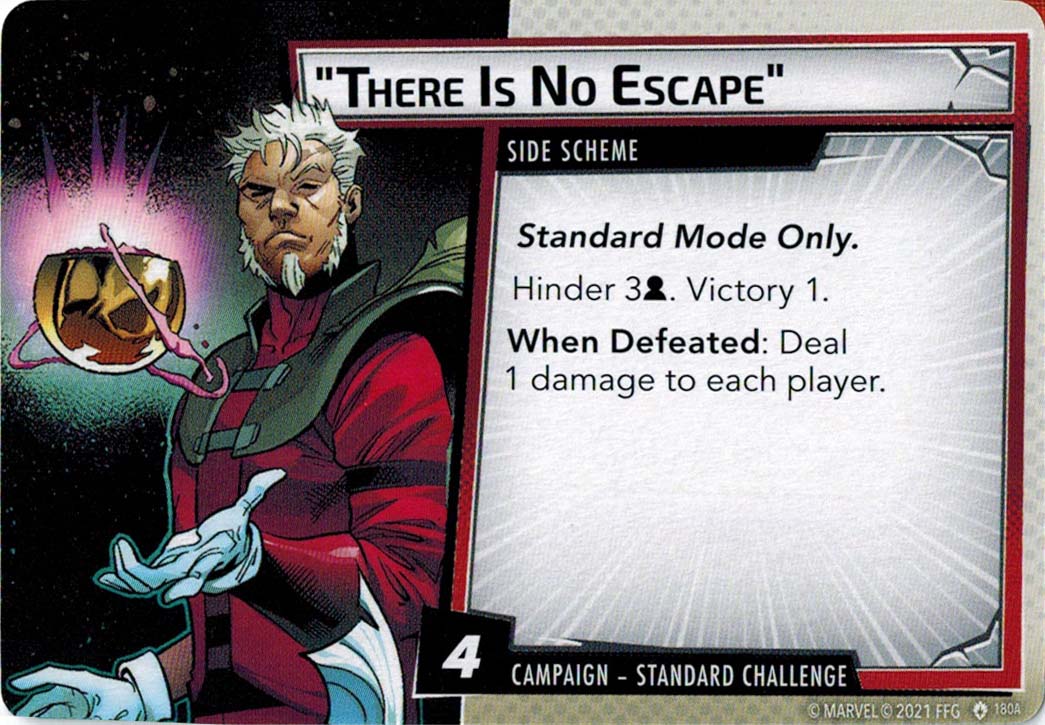 "There Is No Escape"
SIDE SCHEME
Standard Mode Only.
Hinder 3👤. Victory 1.
When Defeated: Deal
1 damage to each player.
4
CAMPAIGN – STANDARD CHALLENGE
© MARVEL © 2021 FFG 180A